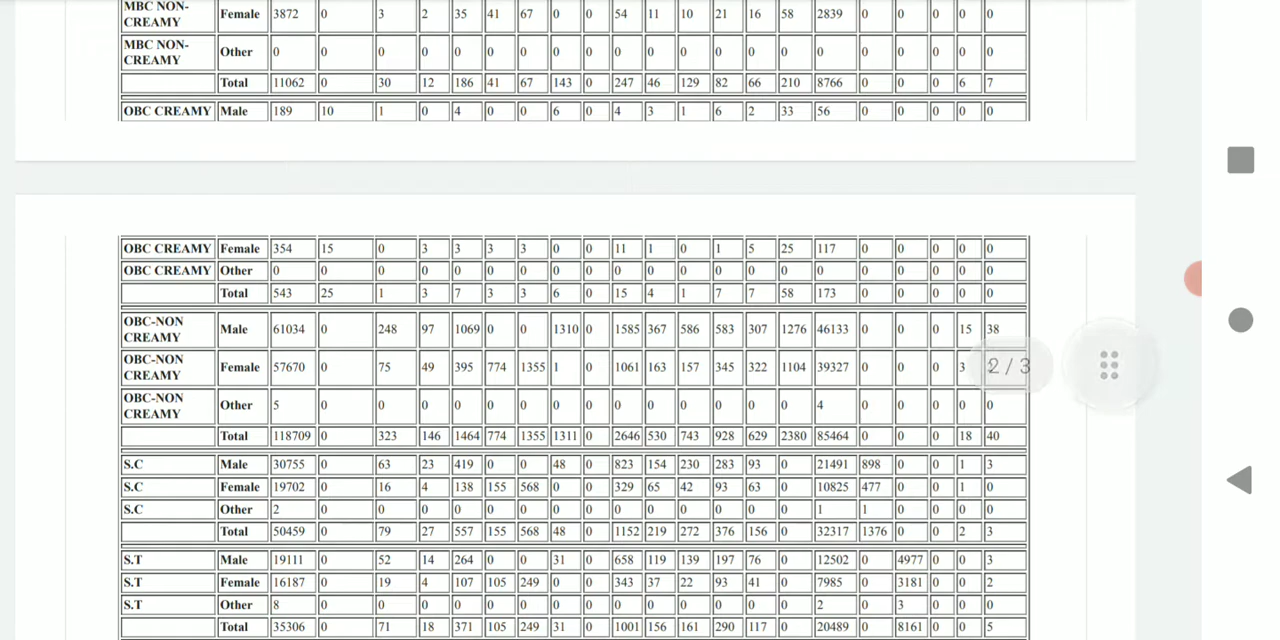 MBC NON-CREAMY Female 3872 0 3 2 35 41 67 0 0 54 11 10 21 16 58 2839 0 0 0 0 0
MBC NON-CREAMY Other 0 0 0 0 0 0 0 0 0 0 0 0 0 0 0 0 0 0 0 0 0
Total 11062 0 30 12 186 41 67 143 0 247 46 129 82 66 210 8766 0 0 0 6 7
OBC CREAMY Male 189 10 1 0 4 0 0 6 0 4 3 1 6 2 33 56 0 0 0 0 0
OBC CREAMY Female 354 15 0 3 3 3 3 0 0 11 1 0 1 5 25 117 0 0 0 0 0
OBC CREAMY Other 0 0 0 0 0 0 0 0 0 0 0 0 0 0 0 0 0 0 0 0 0
Total 543 25 1 3 7 3 3 6 0 15 4 1 7 7 58 173 0 0 0 0 0
OBC-NON CREAMY Male 61034 0 248 97 1069 0 0 1310 0 1585 367 586 583 307 1276 46133 0 0 0 15 38
OBC-NON CREAMY Female 57670 0 75 49 395 774 1355 1 0 1061 163 157 345 322 1104 39327 0 0 0 3
2 / 3
OBC-NON CREAMY Other 5 0 0 0 0 0 0 0 0 0 0 0 0 0 0 4 0 0 0 0 0
Total 118709 0 323 146 1464 774 1355 1311 0 2646 530 743 928 629 2380 85464 0 0 0 18 40
S.C Male 30755 0 63 23 419 0 0 48 0 823 154 230 283 93 0 21491 898 0 0 1 3
S.C Female 19702 0 16 4 138 155 568 0 0 329 65 42 93 63 0 10825 477 0 0 1 0
S.C Other 2 0 0 0 0 0 0 0 0 0 0 0 0 0 0 1 1 0 0 0 0
Total 50459 0 79 27 557 155 568 48 0 1152 219 272 376 156 0 32317 1376 0 0 2 3
S.T Male 19111 0 52 14 264 0 0 31 0 658 119 139 197 76 0 12502 0 4977 0 0 3
S.T Female 16187 0 19 4 107 105 249 0 0 343 37 22 93 41 0 7985 0 3181 0 0 2
S.T Other 8 0 0 0 0 0 0 0 0 0 0 0 0 0 0 2 0 3 0 0 0
Total 35306 0 71 18 371 105 249 31 0 1001 156 161 290 117 0 20489 0 8161 0 0 5